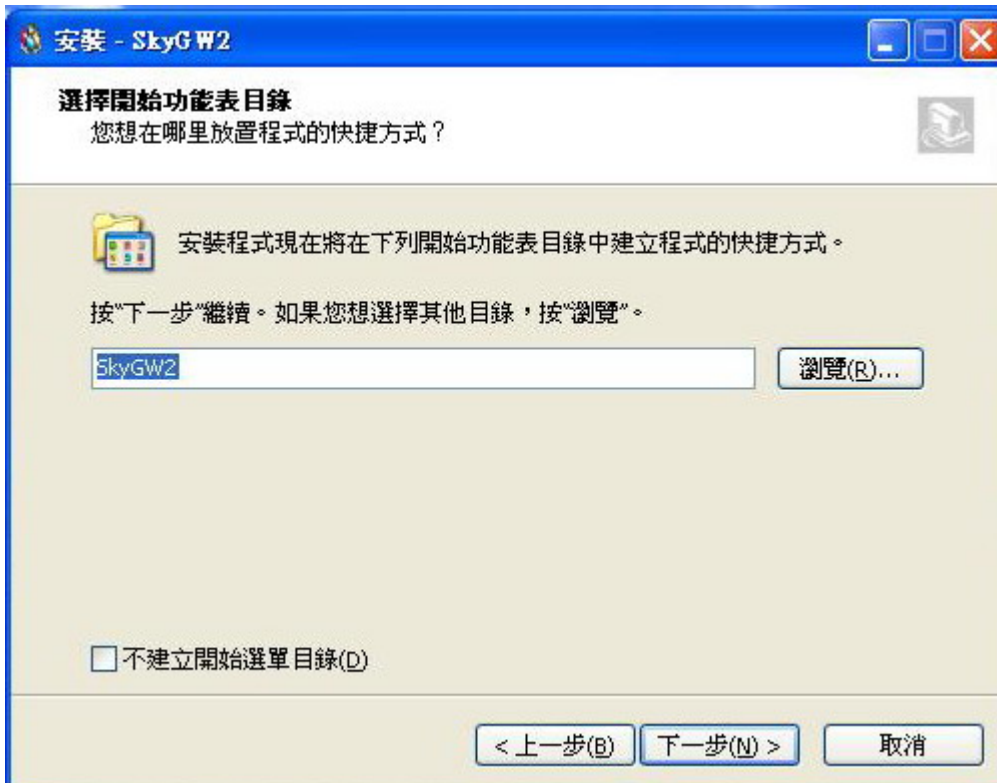 安裝 - SkyGW2
選擇開始功能表目錄
您想在哪里放置程式的快捷方式？
安裝程式現在將在下列開始功能表目錄中建立程式的快捷方式。
按"下一步"繼續。如果您想選擇其他目錄，按"瀏覽"。
SkyGW2
瀏覽(R)...
不建立開始選單目錄(D)
< 上一步(B)
下一步(N) >
取消